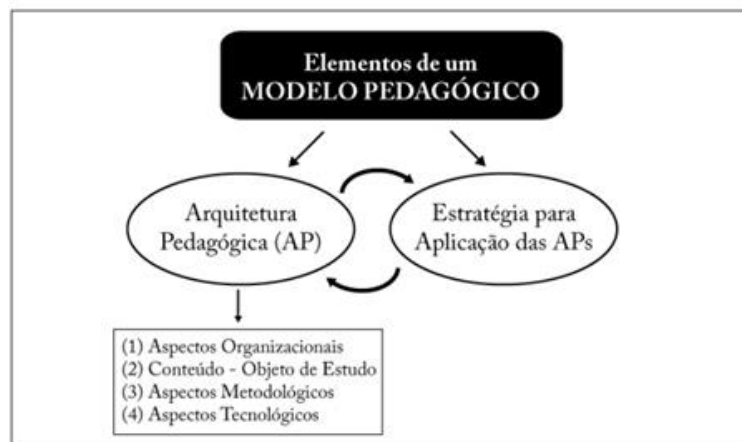 Elementos de um
MODELO PEDAGÓGICO
Arquitetura
Pedagógica (AP)
Estratégia para
Aplicação das APs
(1) Aspectos Organizacionais
(2) Conteúdo - Objeto de Estudo
(3) Aspectos Metodológicos
(4) Aspectos Tecnológicos